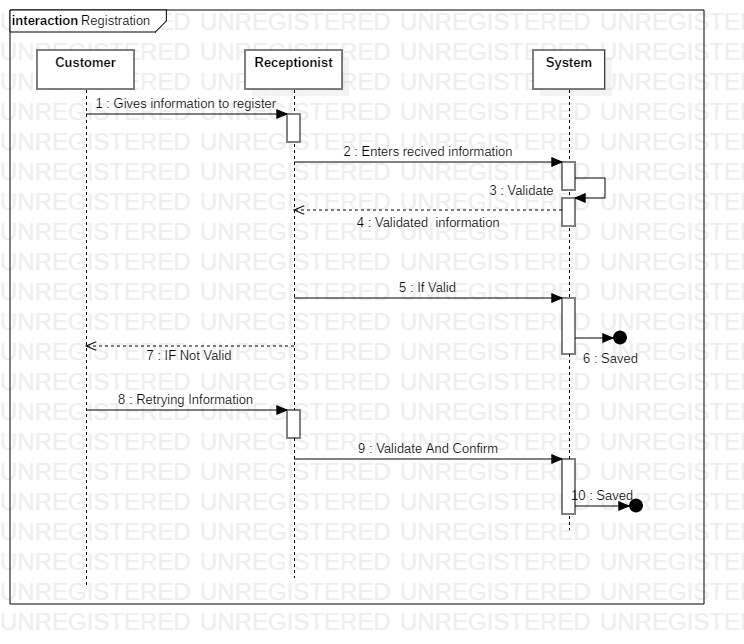 interaction Registration
Customer
Receptionist
System
1 : Gives information to register
2 : Enters recived information
3 : Validate
4 : Validated  information
5 : If Valid
6 : Saved
7 : IF Not Valid
8 : Retrying Information
9 : Validate And Confirm
10 : Saved
UNREGISTERED UNREGISTERED UNREGISTERED UNREGISTERED